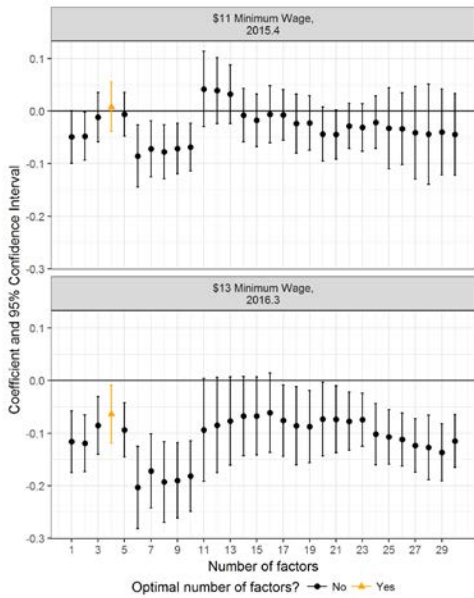 $11 Minimum Wage,
2015.4
0.1
0.0
-0.1
-0.2
-0.3
$13 Minimum Wage,
2016.3
0.1
0.0
-0.1
-0.2
-0.3
Coefficient and 95% Confidence Interval
1 3 5 7 9 11 13 15 17 19 21 23 25 27 29
Number of factors
Optimal number of factors? No Yes